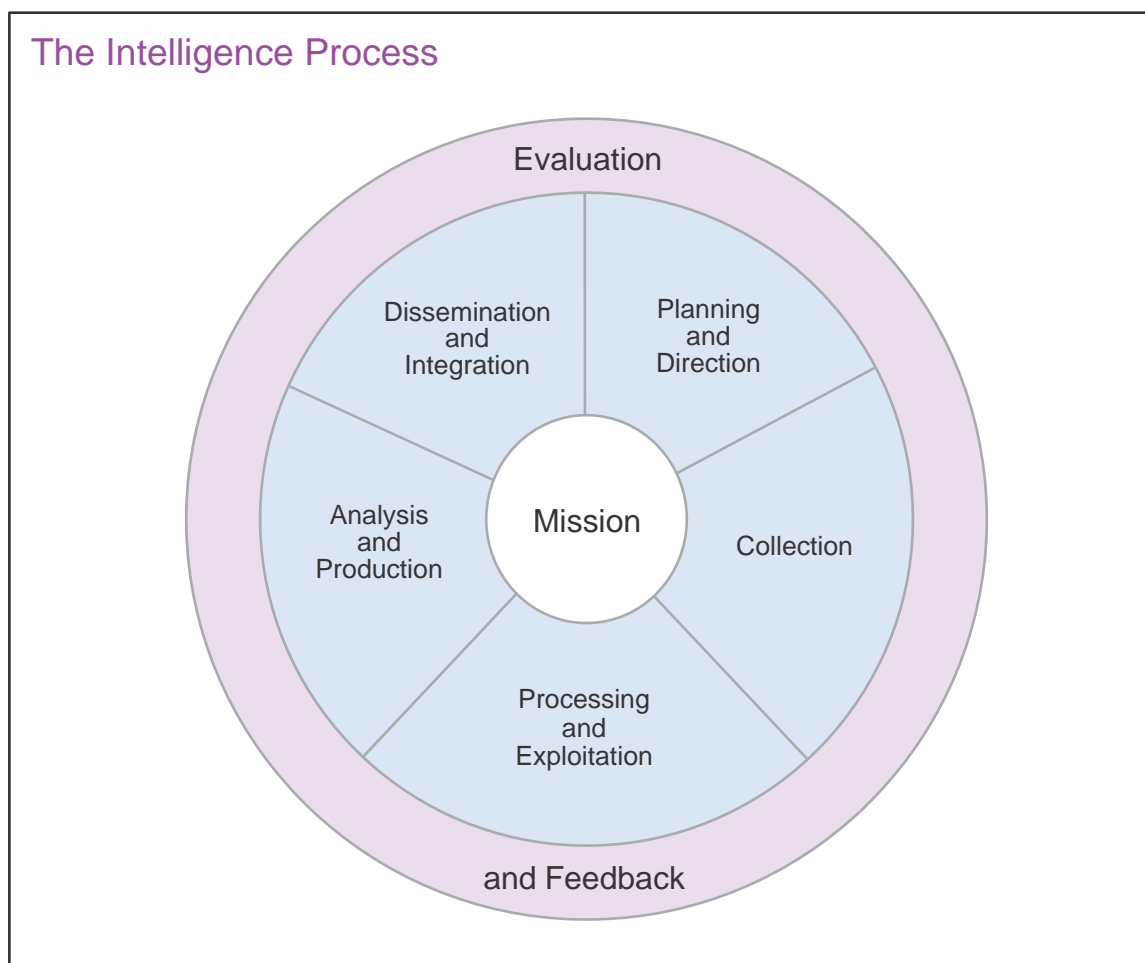 The Intelligence Process
Evaluation
Dissemination
and
Integration
Planning
and
Direction
Analysis
and
Production
Mission
Collection
Processing
and
Exploitation
and Feedback